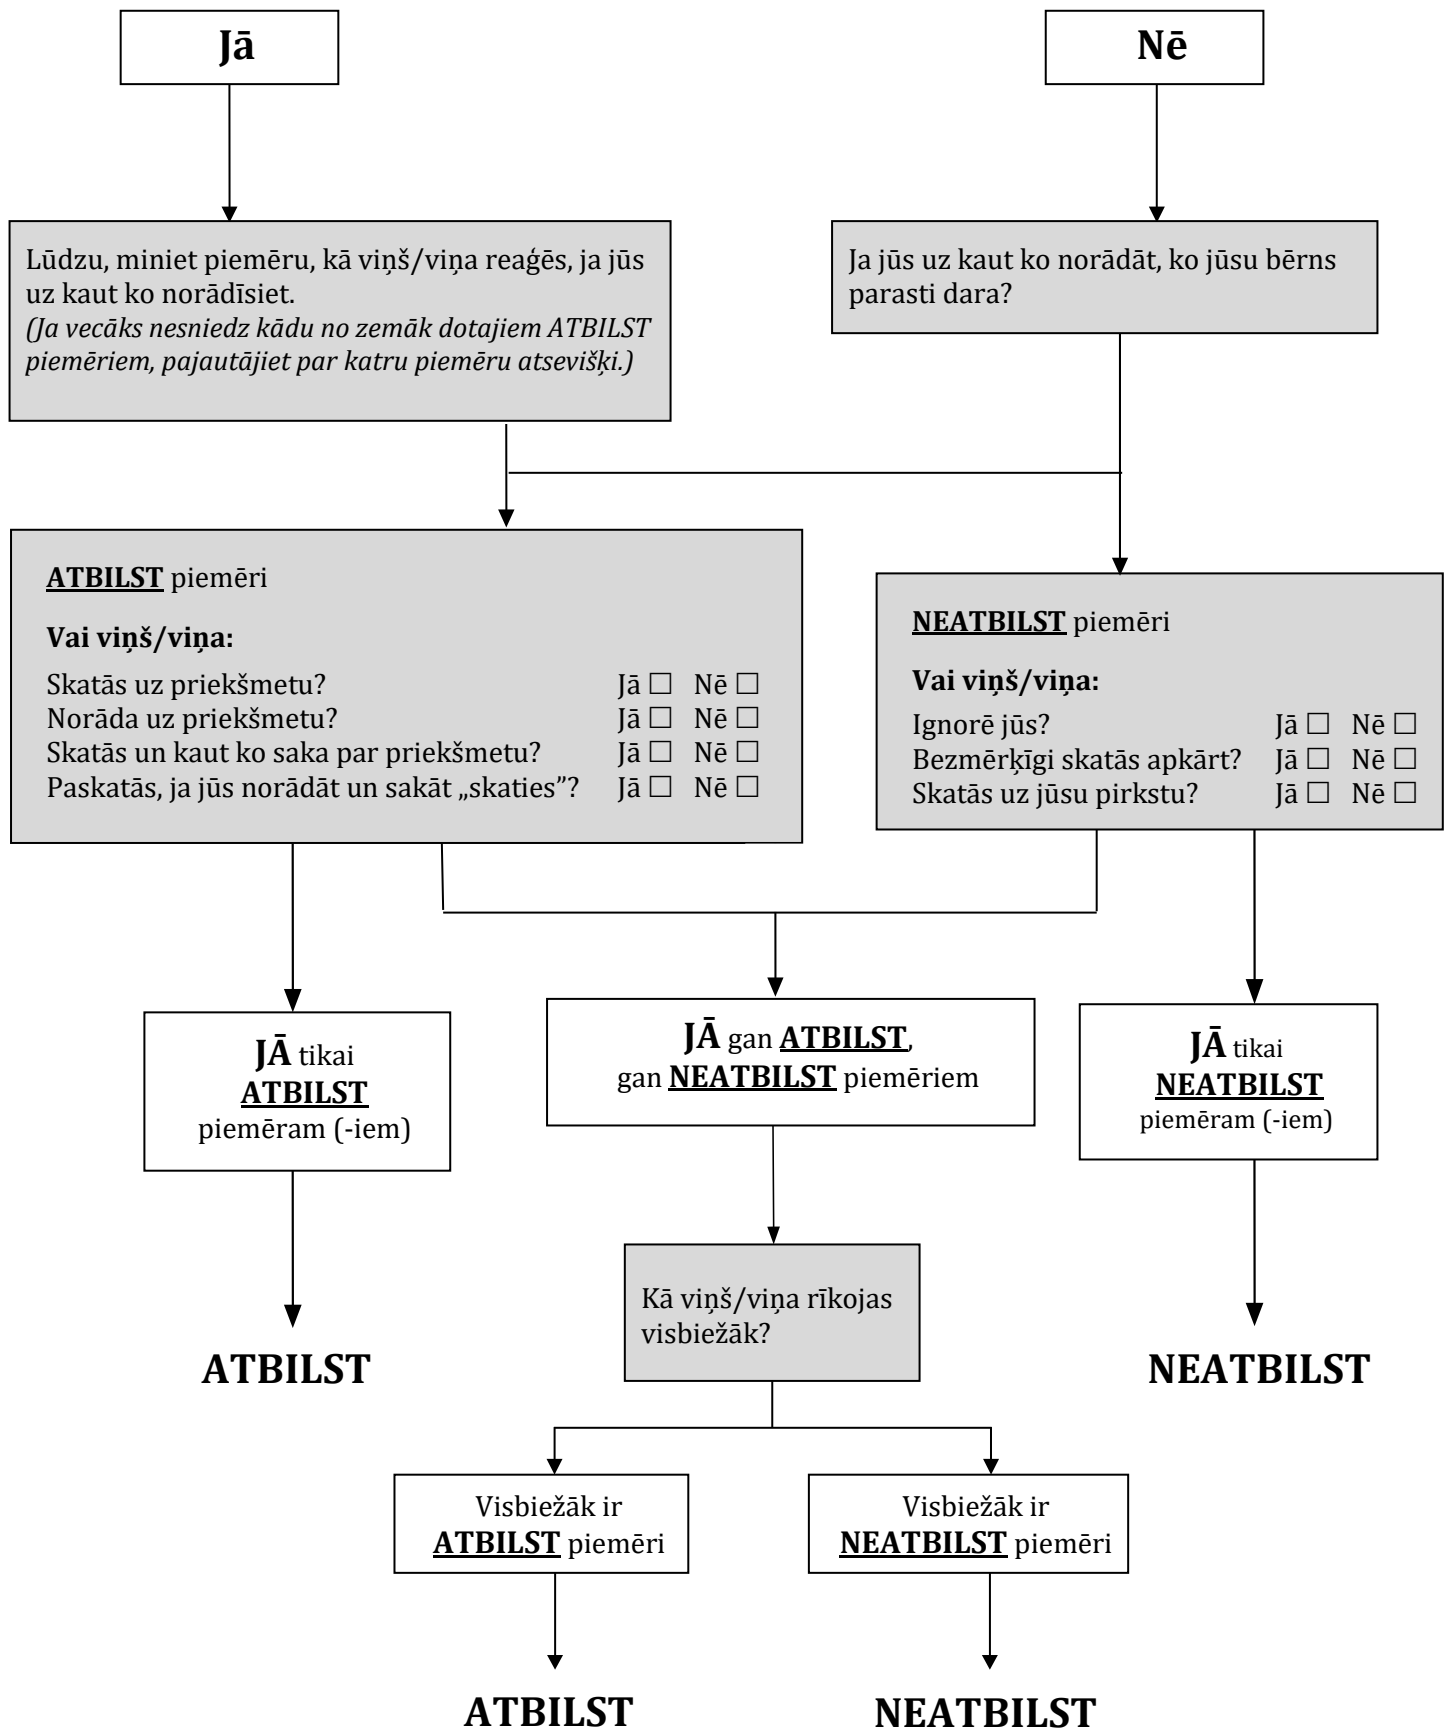 Jā
Nē
Lūdzu, miniet piemēru, kā viņš/viņa reaģēs, ja jūs
uz kaut ko norādīsiet.
(Ja vecāks nesniedz kādu no zemāk dotajiem ATBILST
piemēriem, pajautājiet par katru piemēru atsevišķi.)
Ja jūs uz kaut ko norādāt, ko jūsu bērns
parasti dara?
ATBILST piemēri
Vai viņš/viņa:
Skatās uz priekšmetu? Jā ☐ Nē ☐
Norāda uz priekšmetu? Jā ☐ Nē ☐
Skatās un kaut ko saka par priekšmetu? Jā ☐ Nē ☐
Paskatās, ja jūs norādāt un sakāt „skaties”? Jā ☐ Nē ☐
NEATBILST piemēri
Vai viņš/viņa:
Ignorē jūs? Jā ☐ Nē ☐
Bezmērķīgi skatās apkārt? Jā ☐ Nē ☐
Skatās uz jūsu pirkstu? Jā ☐ Nē ☐
JĀ tikai
ATBILST
piemēram (-iem)
JĀ gan ATBILST,
gan NEATBILST piemēriem
JĀ tikai
NEATBILST
piemēram (-iem)
Kā viņš/viņa rīkojas
visbiežāk?
ATBILST
NEATBILST
Visbiežāk ir
ATBILST piemēri
Visbiežāk ir
NEATBILST piemēri
ATBILST
NEATBILST